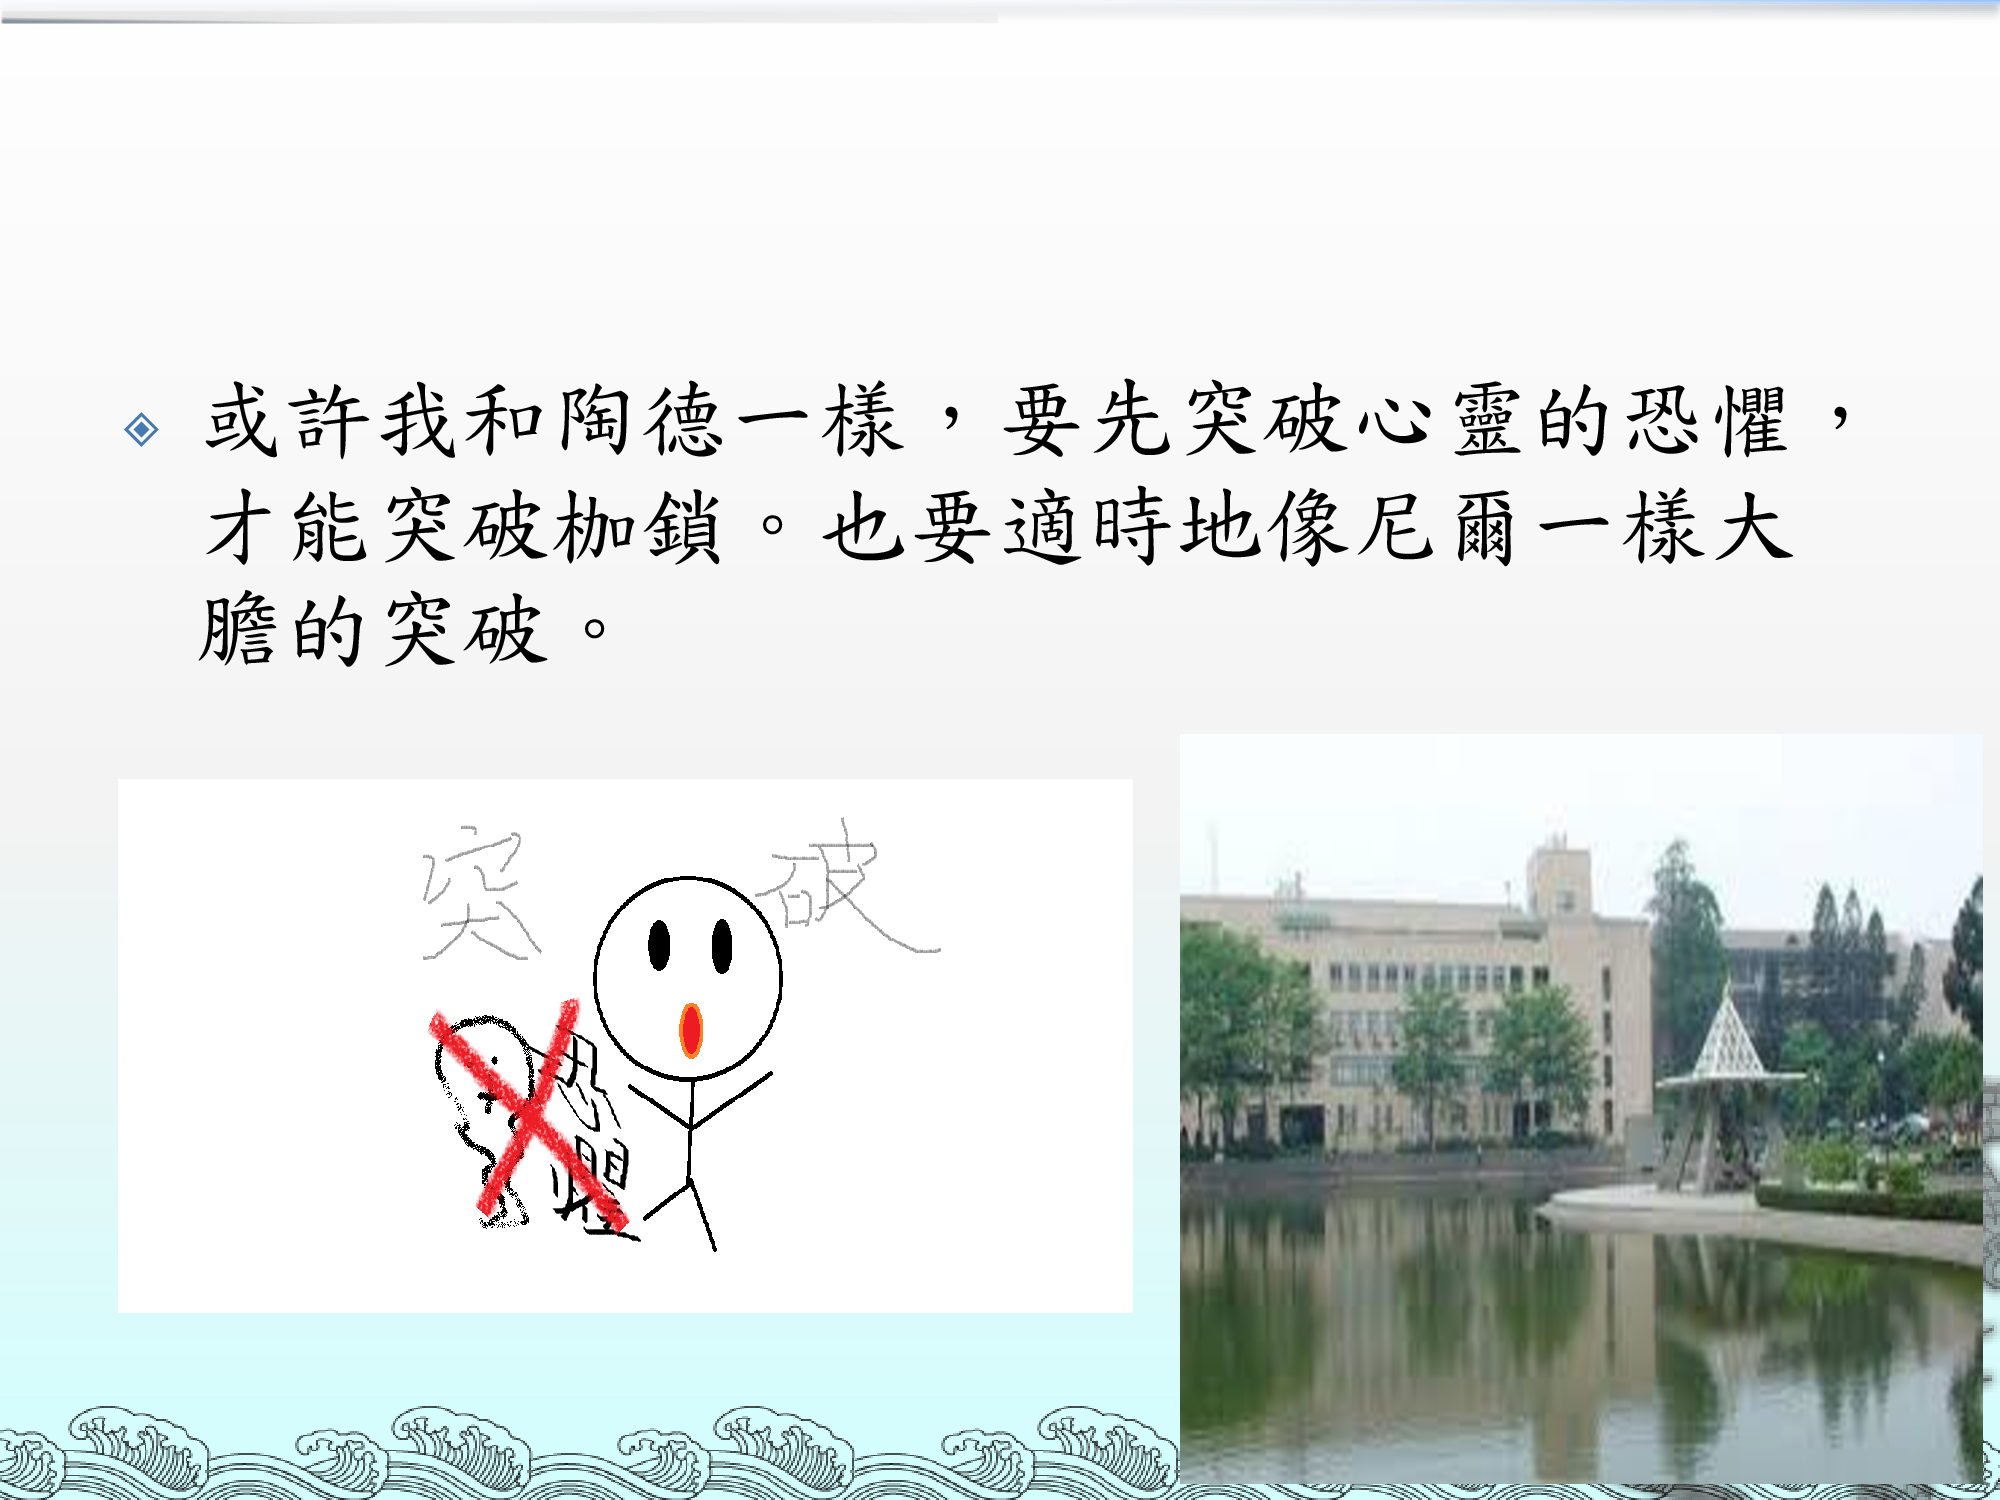 或許我和陶德一樣，要先突破心靈的恐懼，
才能突破枷鎖。也要適時地像尼爾一樣大
膽的突破。
突 破
恐
懼